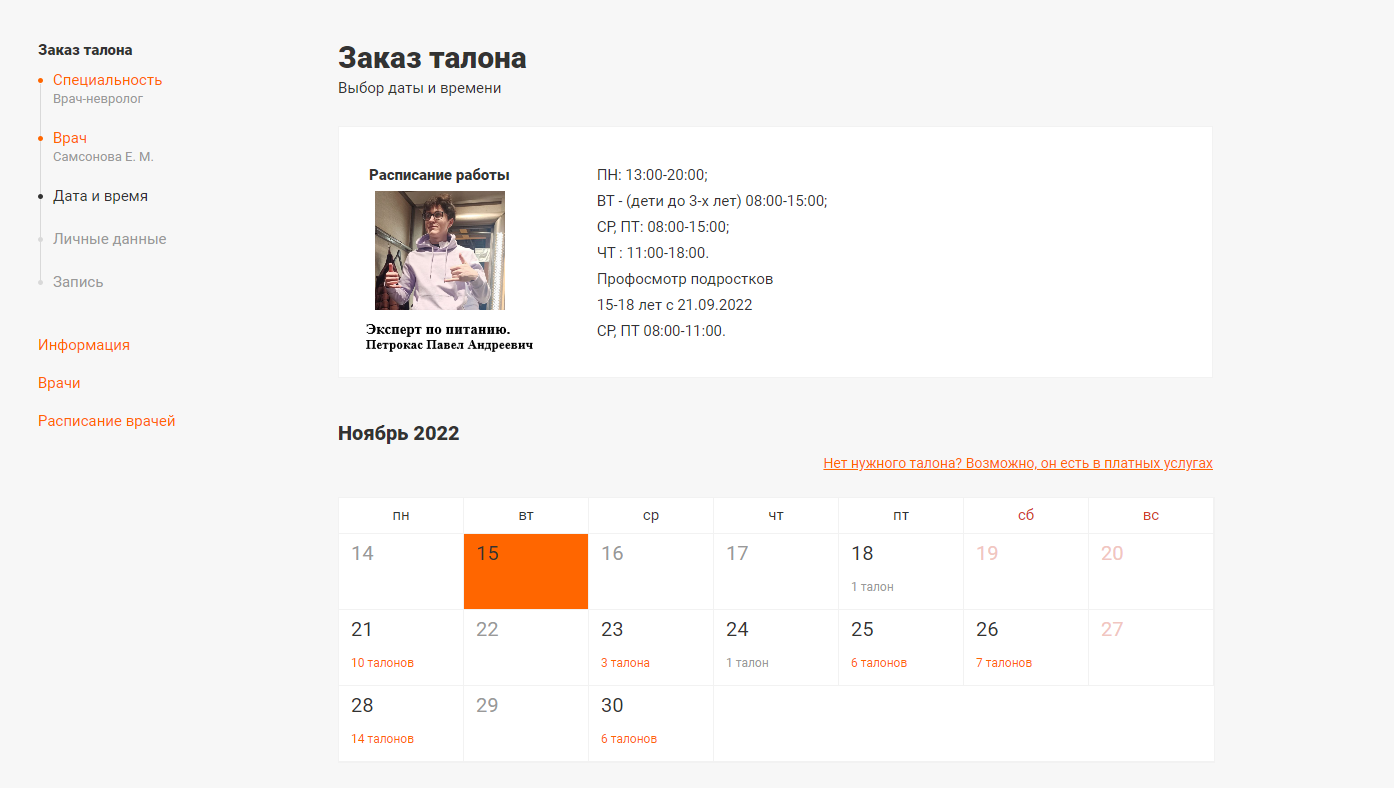 Заказ талона
Специальность
Врач-невролог
Врач
Самсонова Е. М.
Дата и время
Личные данные
Запись
Информация
Врачи
Расписание врачей
Заказ талона
Выбор даты и времени
Расписание работы
Эксперт по питанию.
Петрокас Павел Андреевич
ПН: 13:00-20:00;
ВТ - (дети до 3-х лет) 08:00-15:00;
СР, ПТ: 08:00-15:00;
ЧТ : 11:00-18:00.
Профосмотр подростков
15-18 лет с 21.09.2022
СР, ПТ 08:00-11:00.
Ноябрь 2022
Нет нужного талона? Возможно, он есть в платных услугах
пн вт ср чт пт сб вс
14 15 16 17 18 19 20
1 талон
21 22 23 24 25 26 27
10 талонов 3 талона 1 талон 6 талонов 7 талонов
28 29 30
14 талонов 6 талонов